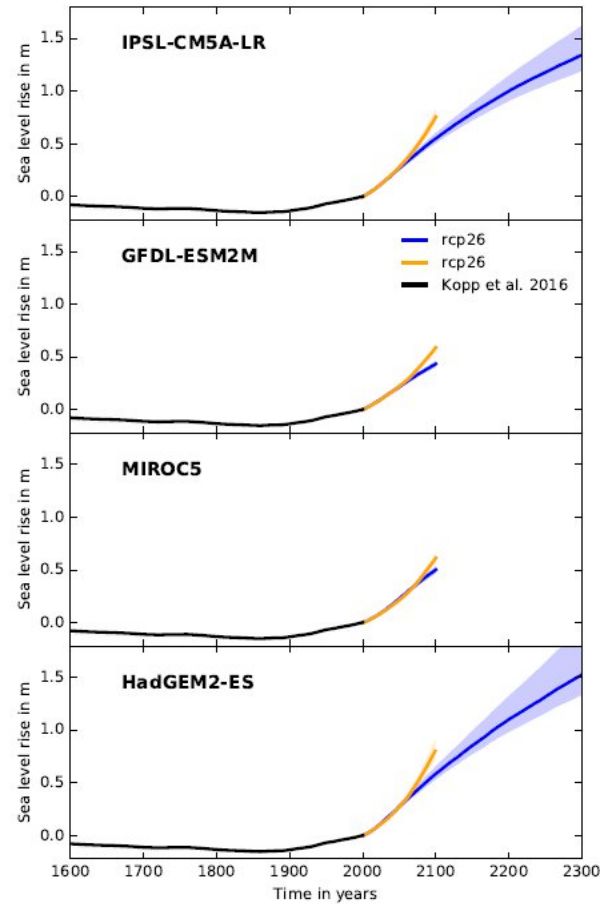 IPSL-CM5A-LR
Sea level rise in m
1.5
1.0
0.5
0.0
GFDL-ESM2M
rcp26
rcp26
Kopp et al. 2016
Sea level rise in m
1.5
1.0
0.5
0.0
MIROC5
Sea level rise in m
1.5
1.0
0.5
0.0
HadGEM2-ES
Sea level rise in m
1.5
1.0
0.5
0.0
1600 1700 1800 1900 2000 2100 2200 2300
Time in years